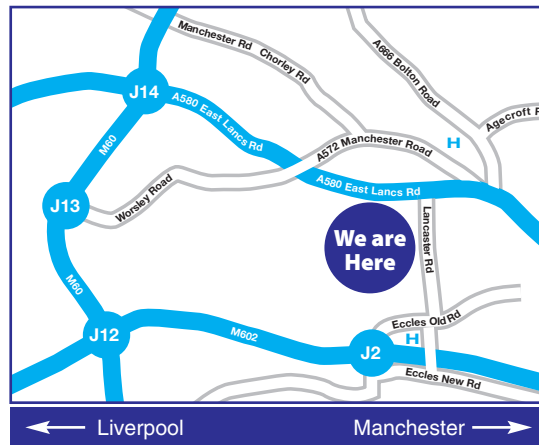 Manchester Rd
Chorley Rd
A666 Bolton Road
J14
A580 East Lancs Rd
Agecroft R
H
M60
A572 Manchester Road
A580 East Lancs Rd
J13
Worsley Road
Lancaster Rd
We are
Here
M60
Eccles Old Rd
J12
M602
H
J2
Eccles New Rd
Liverpool
Manchester